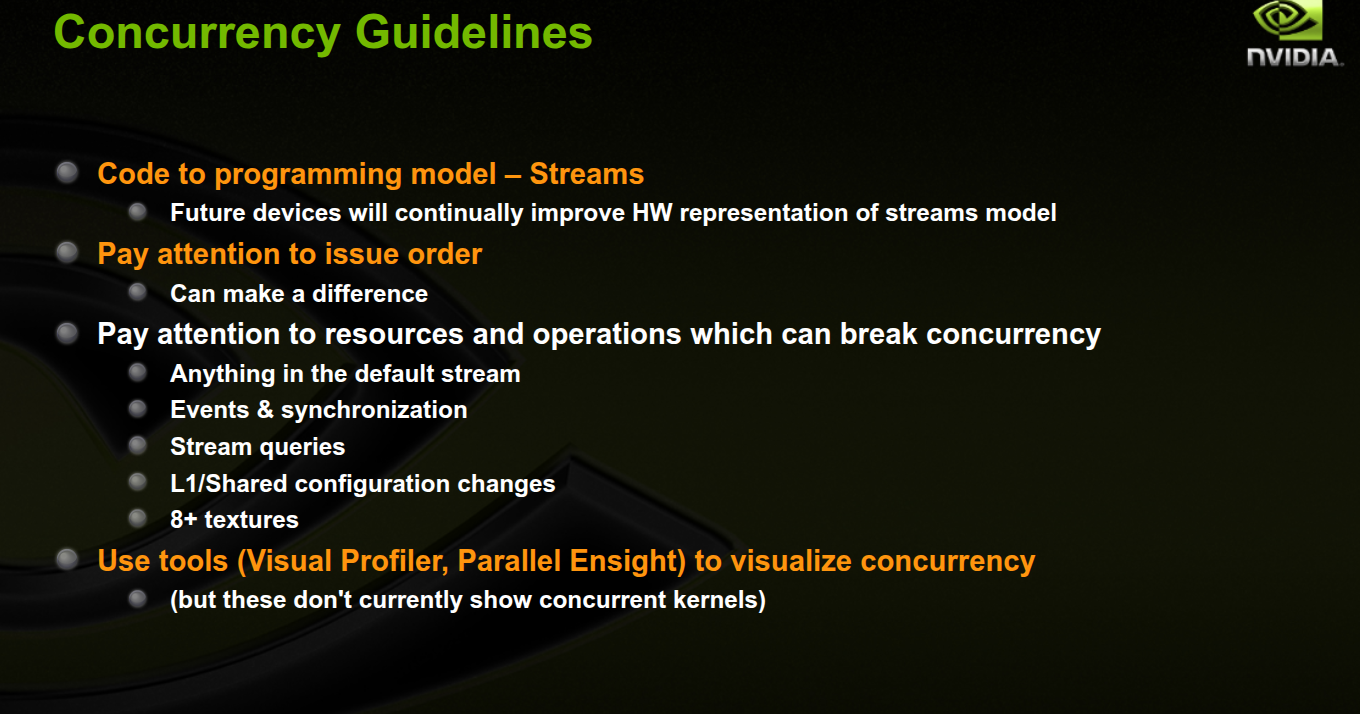 Concurrency Guidelines
NVIDIA.
Code to programming model – Streams
Future devices will continually improve HW representation of streams model
Pay attention to issue order
Can make a difference
Pay attention to resources and operations which can break concurrency
Anything in the default stream
Events & synchronization
Stream queries
L1/Shared configuration changes
8+ textures
Use tools (Visual Profiler, Parallel Ensight) to visualize concurrency
(but these don't currently show concurrent kernels)